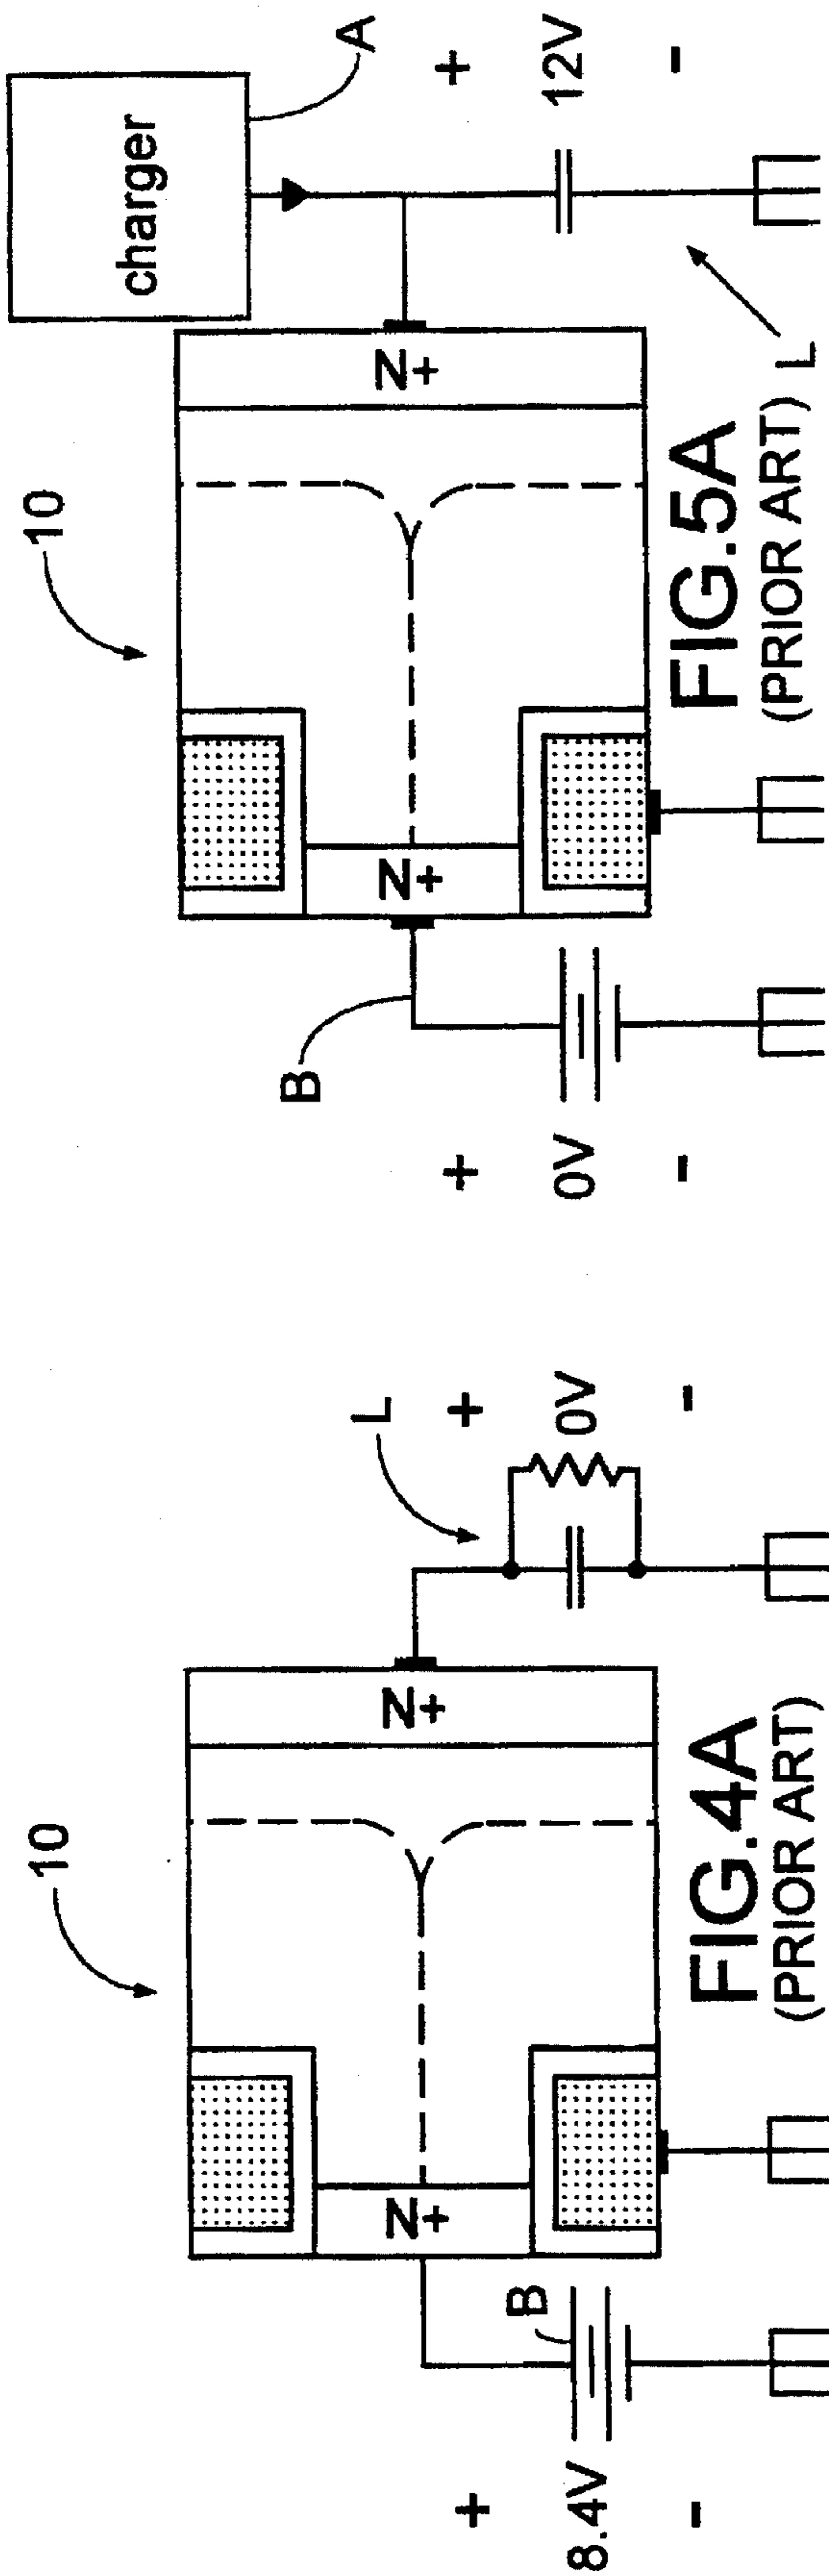 10
N+
N+
B
L
+
8.4V
-
+
0V
-
FIG.4A
(PRIOR ART)
10
charger
A
N+
N+
B
L
+
0V
-
+
12V
-
FIG.5A
(PRIOR ART)